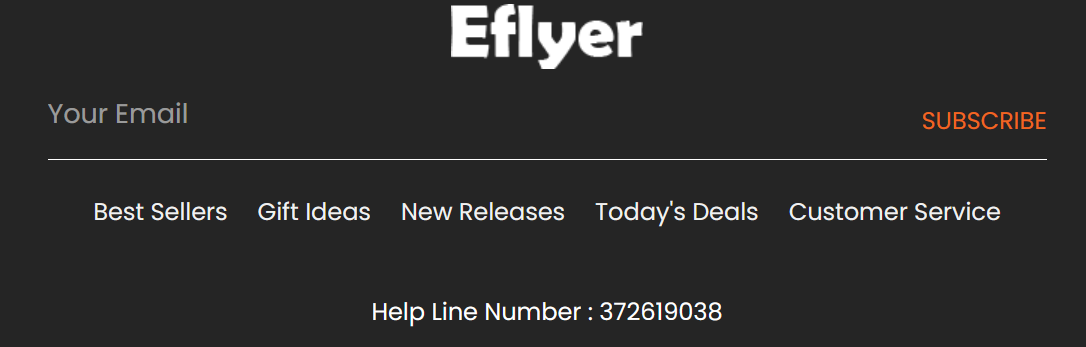 Eflyer
Your Email
SUBSCRIBE
Best Sellers Gift Ideas New Releases Today's Deals Customer Service
Help Line Number : 372619038